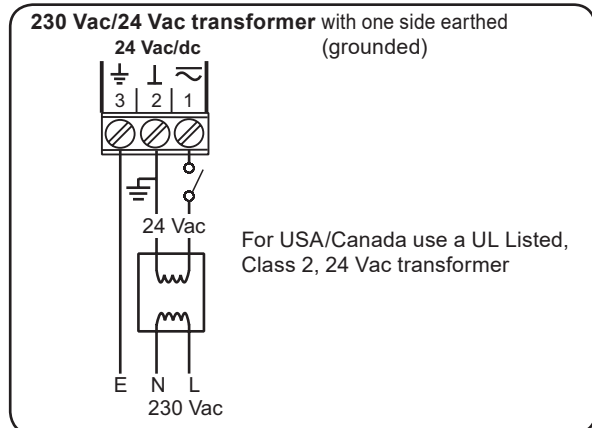 230 Vac/24 Vac transformer with one side earthed
(grounded)
24 Vac/dc
3 2 1
24 Vac
For USA/Canada use a UL Listed,
Class 2, 24 Vac transformer
E N L
230 Vac